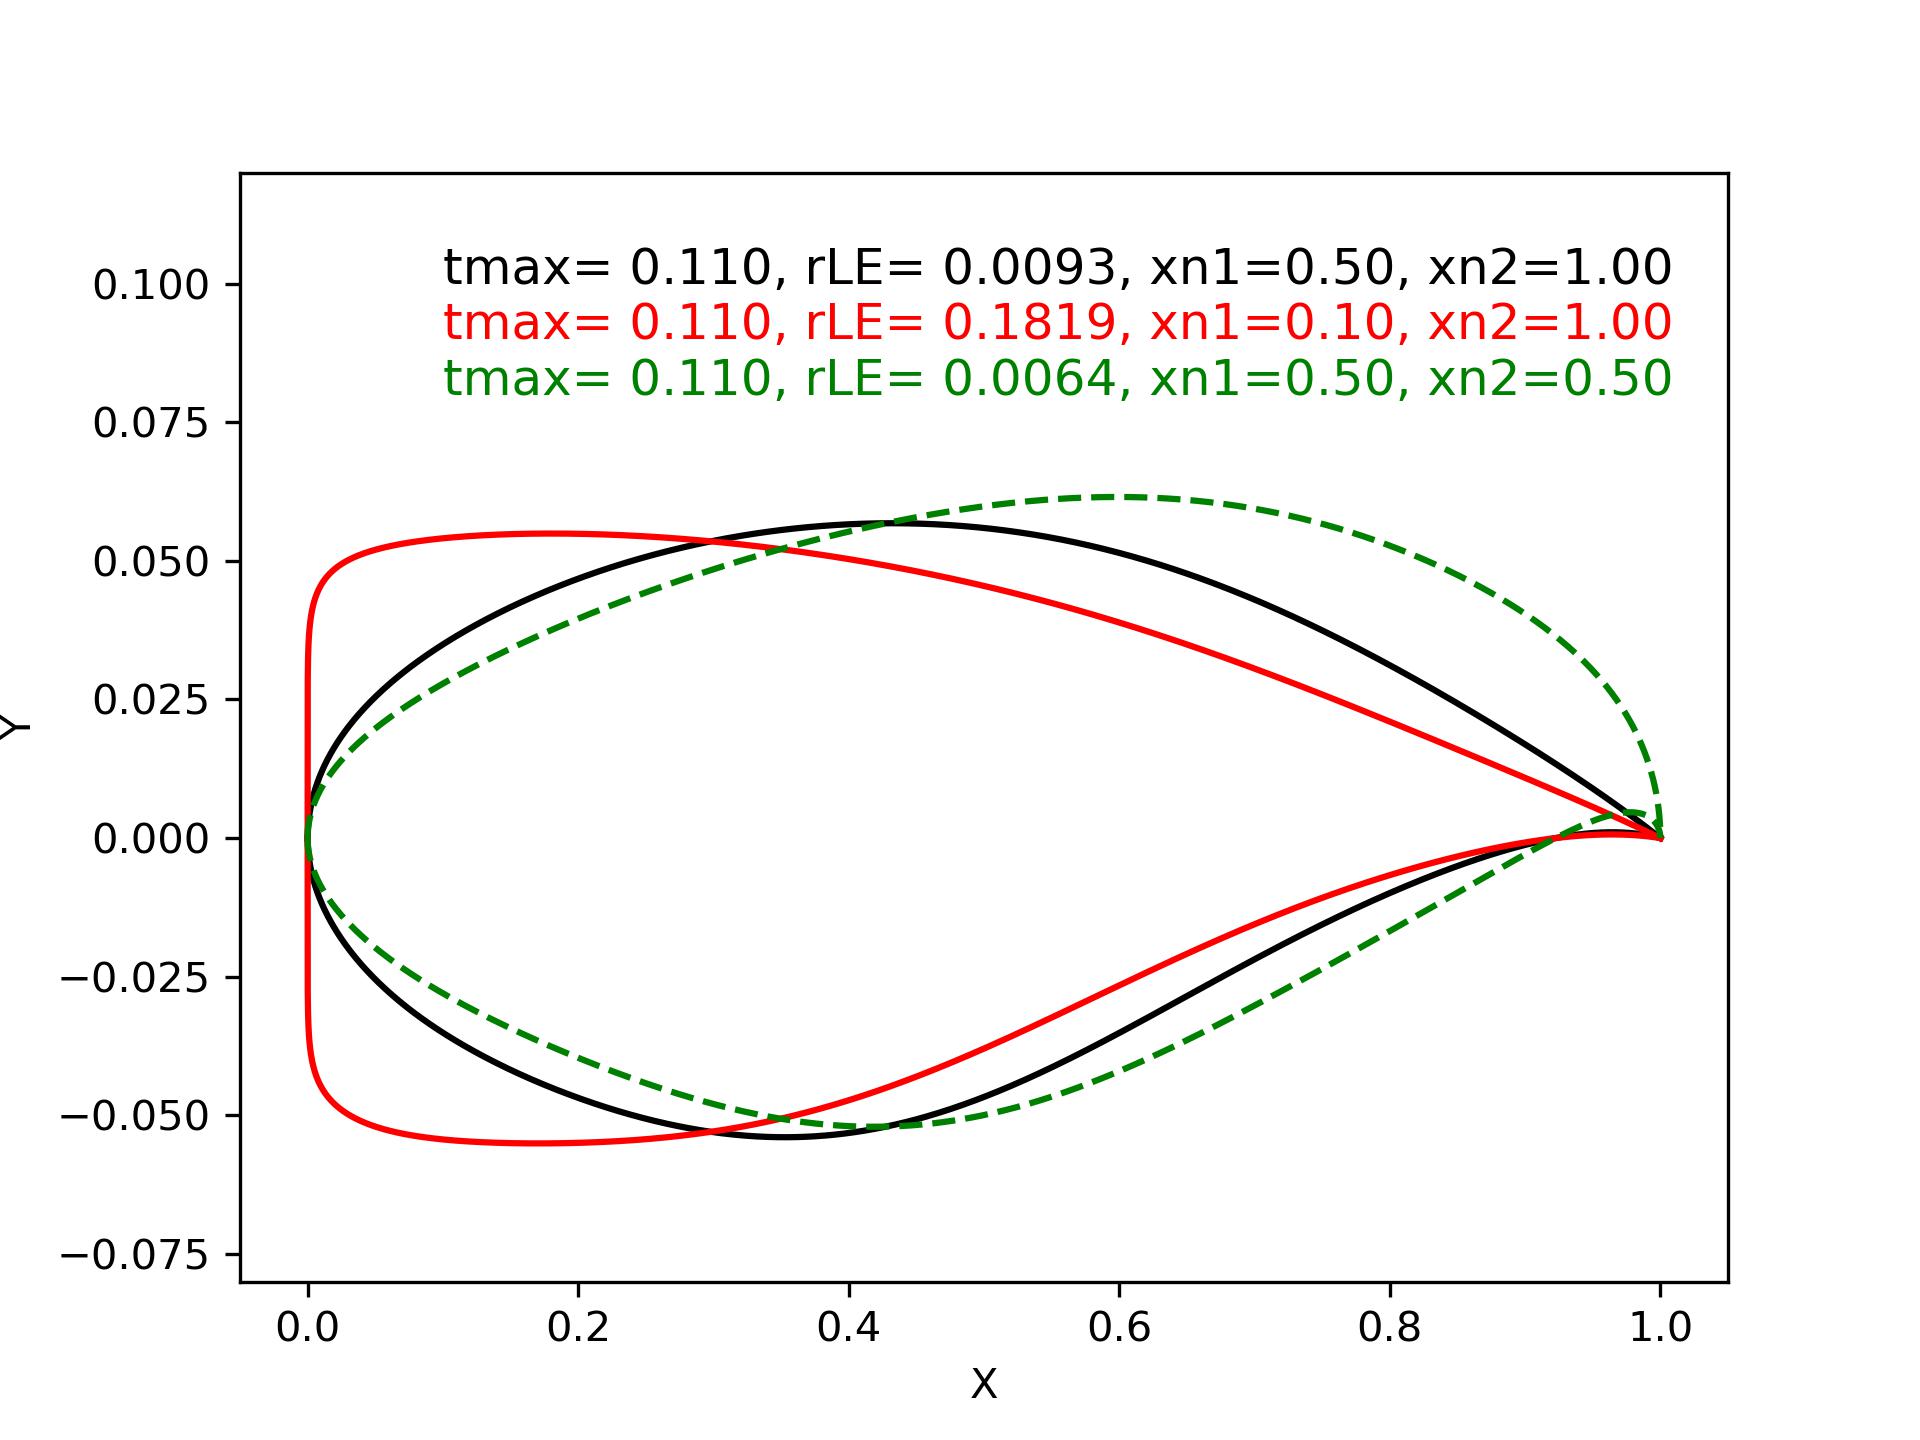 tmax= 0.110, rLE= 0.0093, xn1=0.50, xn2=1.00
tmax= 0.110, rLE= 0.1819, xn1=0.10, xn2=1.00
tmax= 0.110, rLE= 0.0064, xn1=0.50, xn2=0.50
0.100
0.075
0.050
0.025
0.000
−0.025
−0.050
−0.075
Y
0.0 0.2 0.4 0.6 0.8 1.0
X